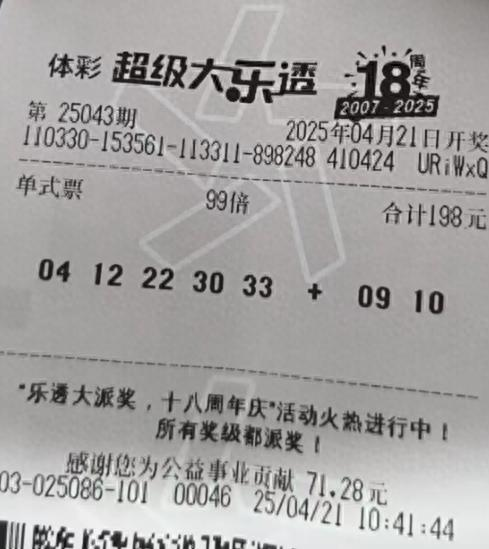 体彩 超级大乐透 18周年
2007-2025
第 25043期 2025年04月21日开奖
110330-153561-113311-898248 410424 URiWxQ
单式票 99倍 合计198元
04 12 22 30 33 + 09 10
"乐透大派奖，十八周年庆"活动火热进行中！
所有奖级都派奖！
感谢您为公益事业贡献 71.28元
03-025086-101 00046 25/04/21 10:41:44